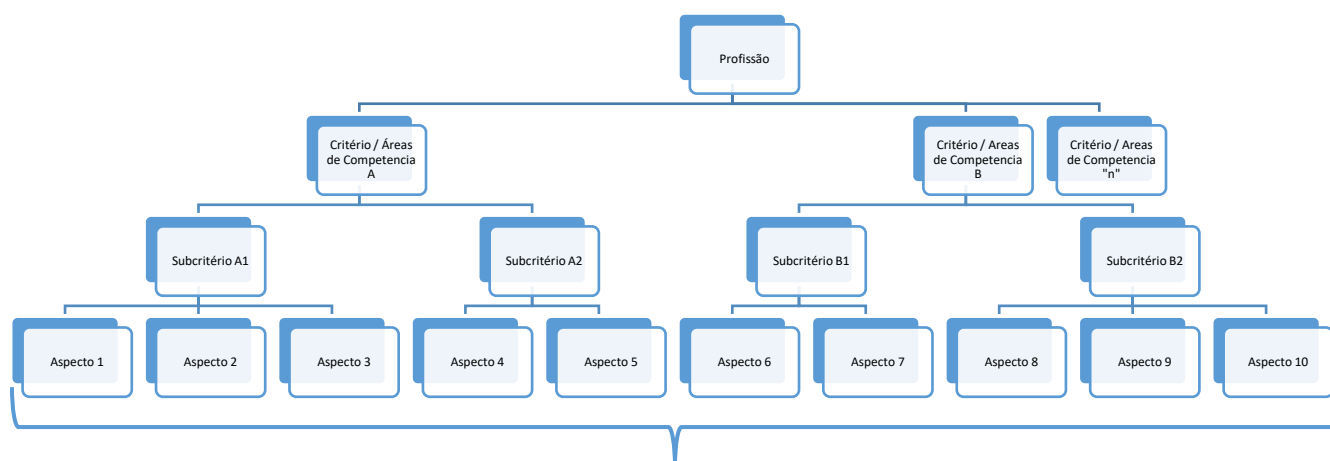 Profissão
Critério / Áreas
de Competencia
A
Critério / Areas
de Competencia
B
Critério / Areas
de Competencia
"n"
Subcritério A1
Subcritério A2
Subcritério B1
Subcritério B2
Aspecto 1
Aspecto 2
Aspecto 3
Aspecto 4
Aspecto 5
Aspecto 6
Aspecto 7
Aspecto 8
Aspecto 9
Aspecto 10